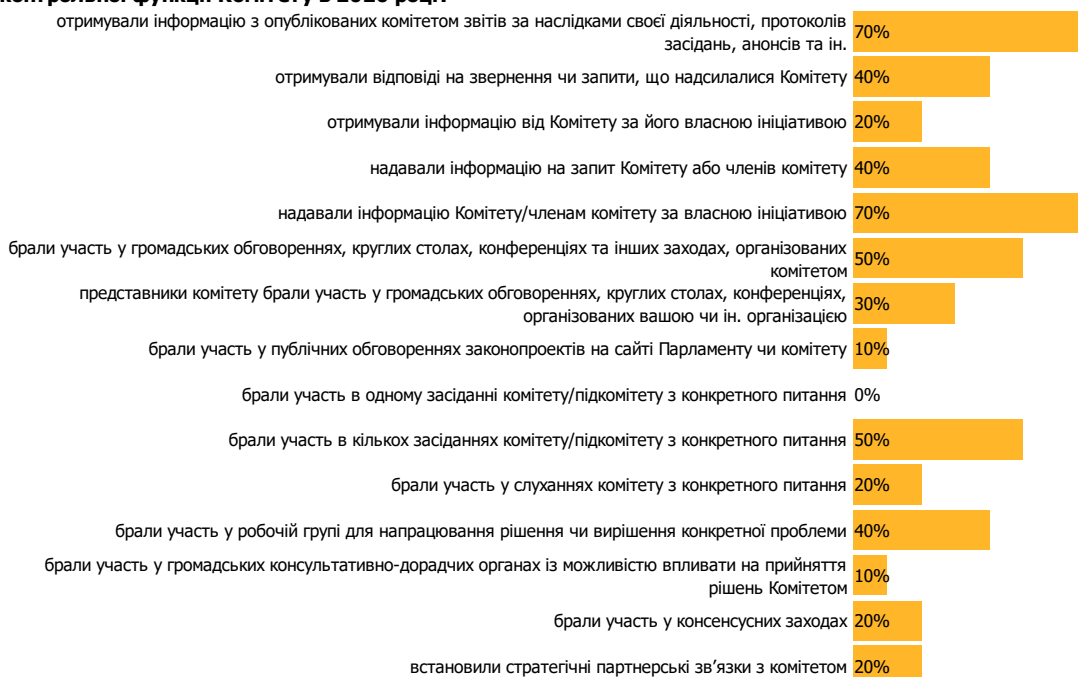 отримували інформацію з опублікованих комітетом звітів за наслідками своєї діяльності, протоколів
засідань, анонсів та ін.
70%
отримували відповіді на звернення чи запити, що надсилалися Комітету 40%
отримували інформацію від Комітету за його власною ініціативою 20%
надавали інформацію на запит Комітету або членів комітету 40%
надавали інформацію Комітету/членам комітету за власною ініціативою 70%
брали участь у громадських обговореннях, круглих столах, конференціях та інших заходах, організованих
комітетом
50%
представники комітету брали участь у громадських обговореннях, круглих столах, конференціях,
організованих вашою чи ін. організацією
30%
брали участь у публічних обговореннях законопроектів на сайті Парламенту чи комітету 10%
брали участь в одному засіданні комітету/підкомітету з конкретного питання 0%
брали участь в кількох засіданнях комітету/підкомітету з конкретного питання 50%
брали участь у слуханнях комітету з конкретного питання 20%
брали участь у робочій групі для напрацювання рішення чи вирішення конкретної проблеми 40%
брали участь у громадських консультативно-дорадчих органах із можливістю впливати на прийняття
рішень Комітетом
10%
брали участь у консенсусних заходах 20%
встановили стратегічні партнерські зв’язки з комітетом 20%